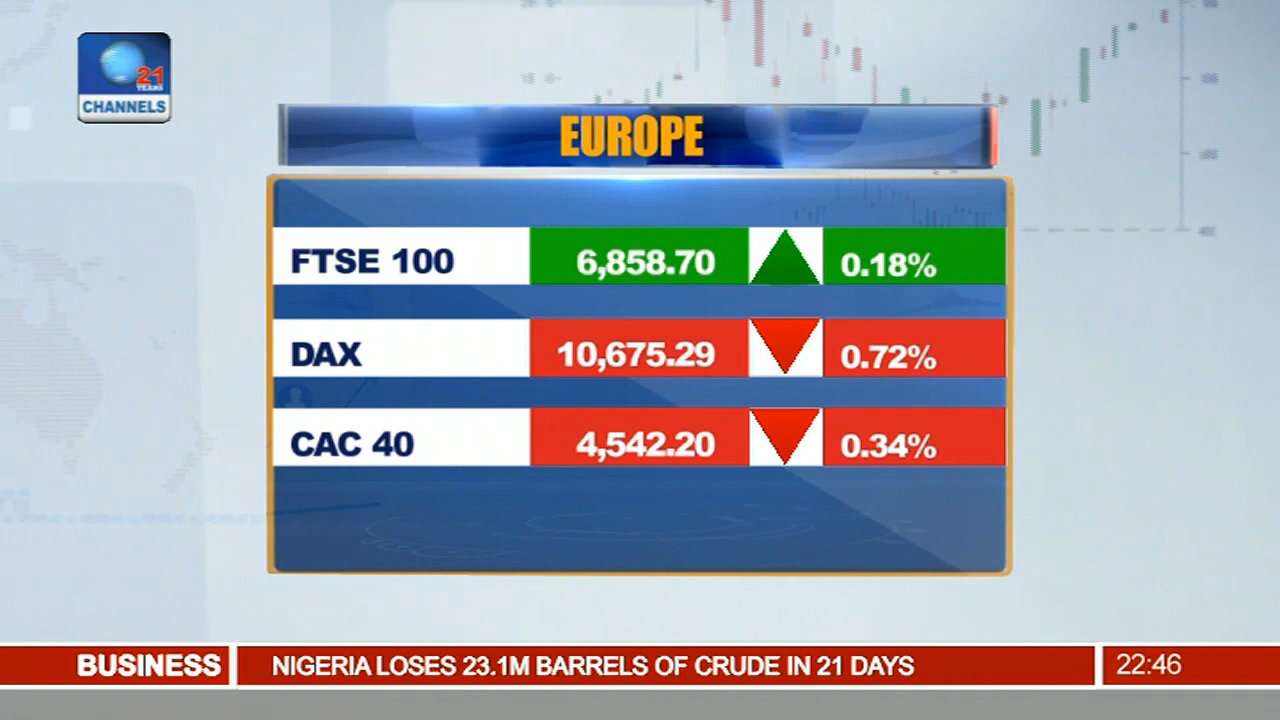 21
YEARS
CHANNELS
EUROPE
FTSE 100 6,858.70 0.18%
DAX 10,675.29 0.72%
CAC 40 4,542.20 0.34%
BUSINESS NIGERIA LOSES 23.1M BARRELS OF CRUDE IN 21 DAYS 22:46